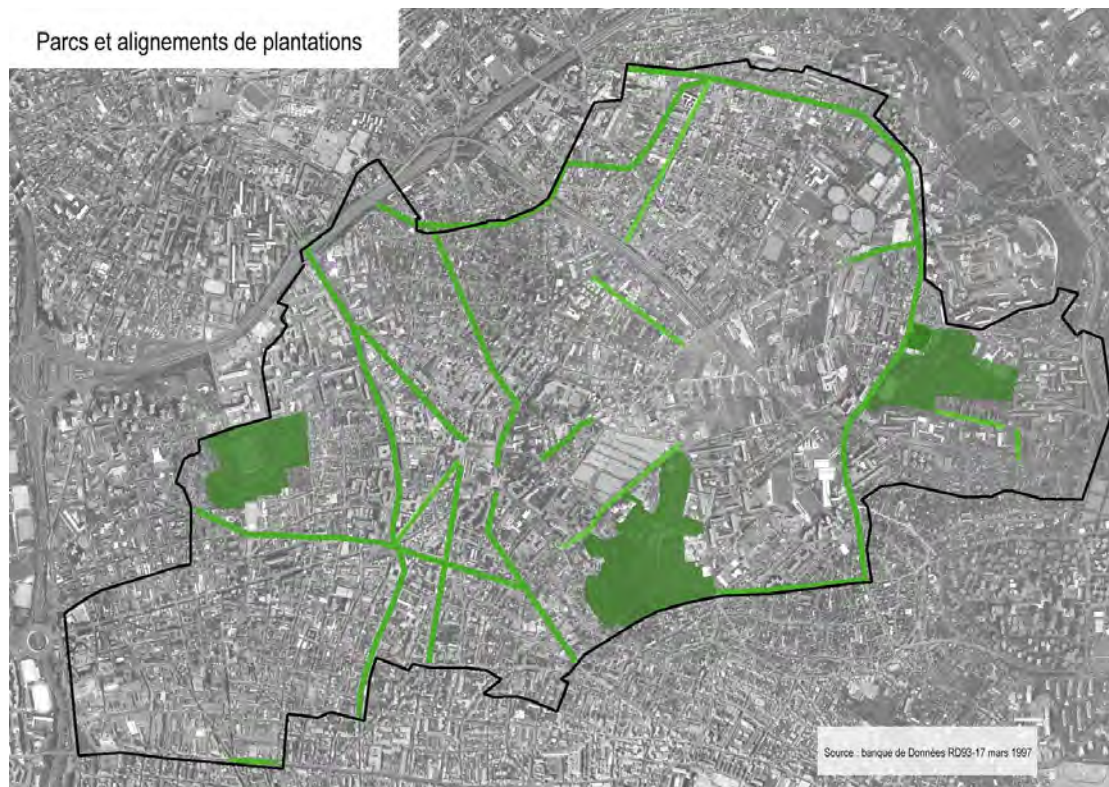 Parcs et alignements de plantations
Source : banque de Données RD93-17 mars 1997